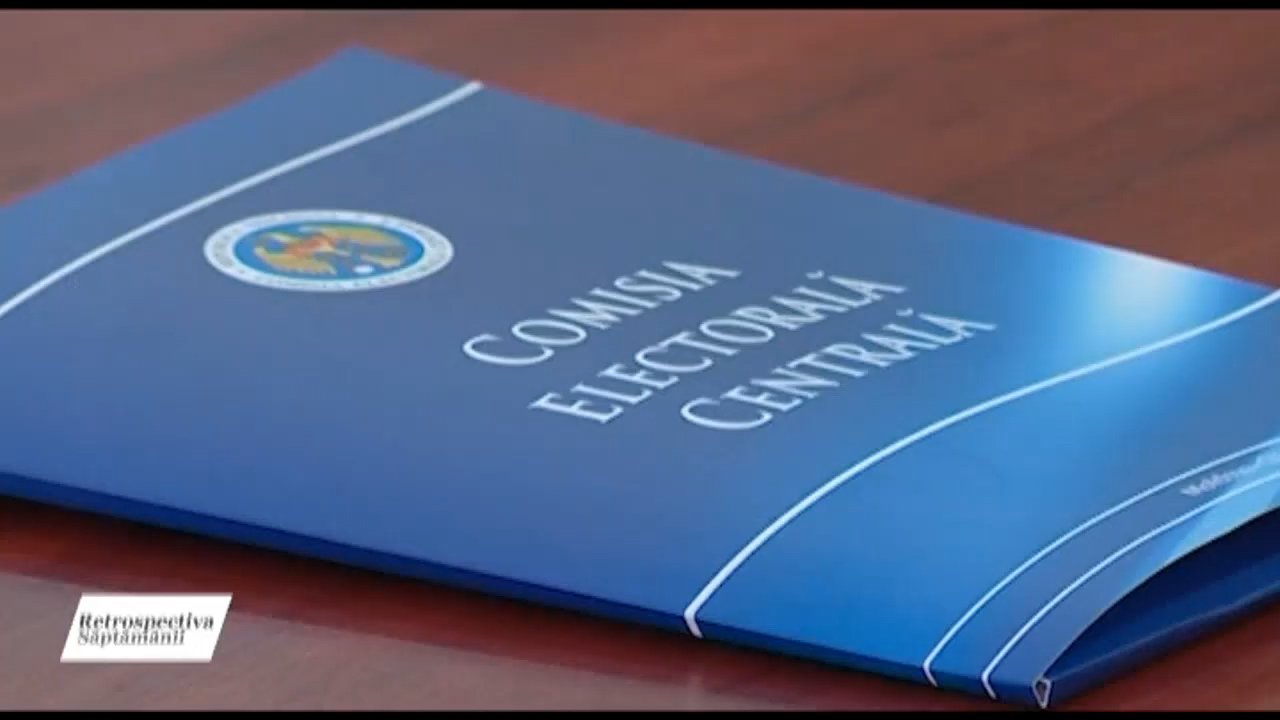 COMISIA
ELECTORALĂ
CENTRALĂ
Retrospectiva
Săptămânii